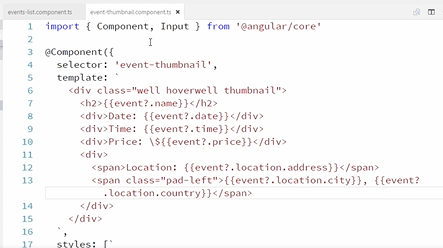 events-list.component.ts event-thumbnail.component.ts ×
1 import { Component, Input } from '@angular/core'
2
3 @Component({
4 selector: 'event-thumbnail',
5 template: `
6 <div class="well hoverwell thumbnail">
7 <h2>{{event?.name}}</h2>
8 <div>Date: {{event?.date}}</div>
9 <div>Time: {{event?.time}}</div>
10 <div>Price: \${{event?.price}}</div>
11 <div>
12 <span>Location: {{event?.location.address}}</span>
13 <span class="pad-left">{{event?.location.city}}, {{event?
.location.country}}</span>
14 </div>
15 </div>
16 `,
17 styles: [`